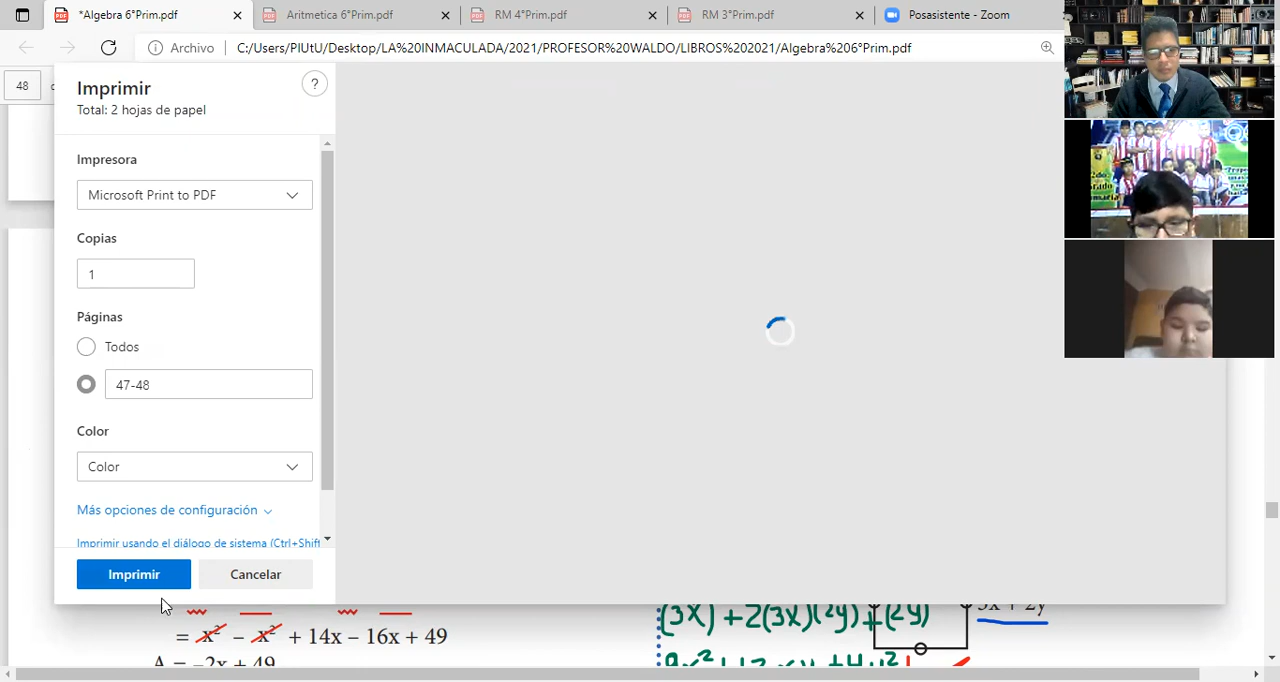 *Algebra 6°Prim.pdf
Aritmetica 6°Prim.pdf
RM 4°Prim.pdf
RM 3°Prim.pdf
Posasistente - Zoom
Archivo
C:/Users/PIUtU/Desktop/LA%20INMACULADA/2021/PROFESOR%20WALDO/LIBROS%202021/Algebra%206°Prim.pdf
48
Imprimir
?
Total: 2 hojas de papel
Impresora
Microsoft Print to PDF
Copias
1
Páginas
Todos
47-48
Color
Color
Más opciones de configuración
Imprimir usando el diálogo de sistema (Ctrl+Shift
Imprimir
Cancelar
= x² – x² + 14x – 16x + 49
A = –2x + 49
(3x) + 2(3x)(2y) + (2y)
3x + 2y
2do